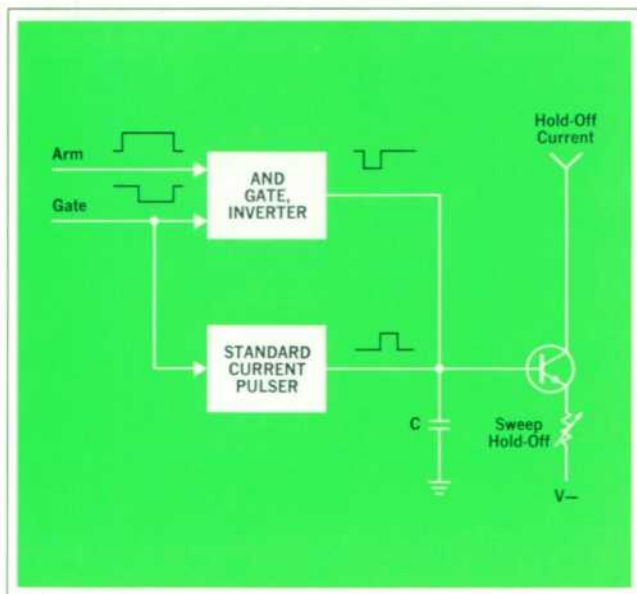 Arm
Gate
AND
GATE,
INVERTER
STANDARD
CURRENT
PULSER
Hold-Off
Current
C
Sweep
Hold-Off
V—